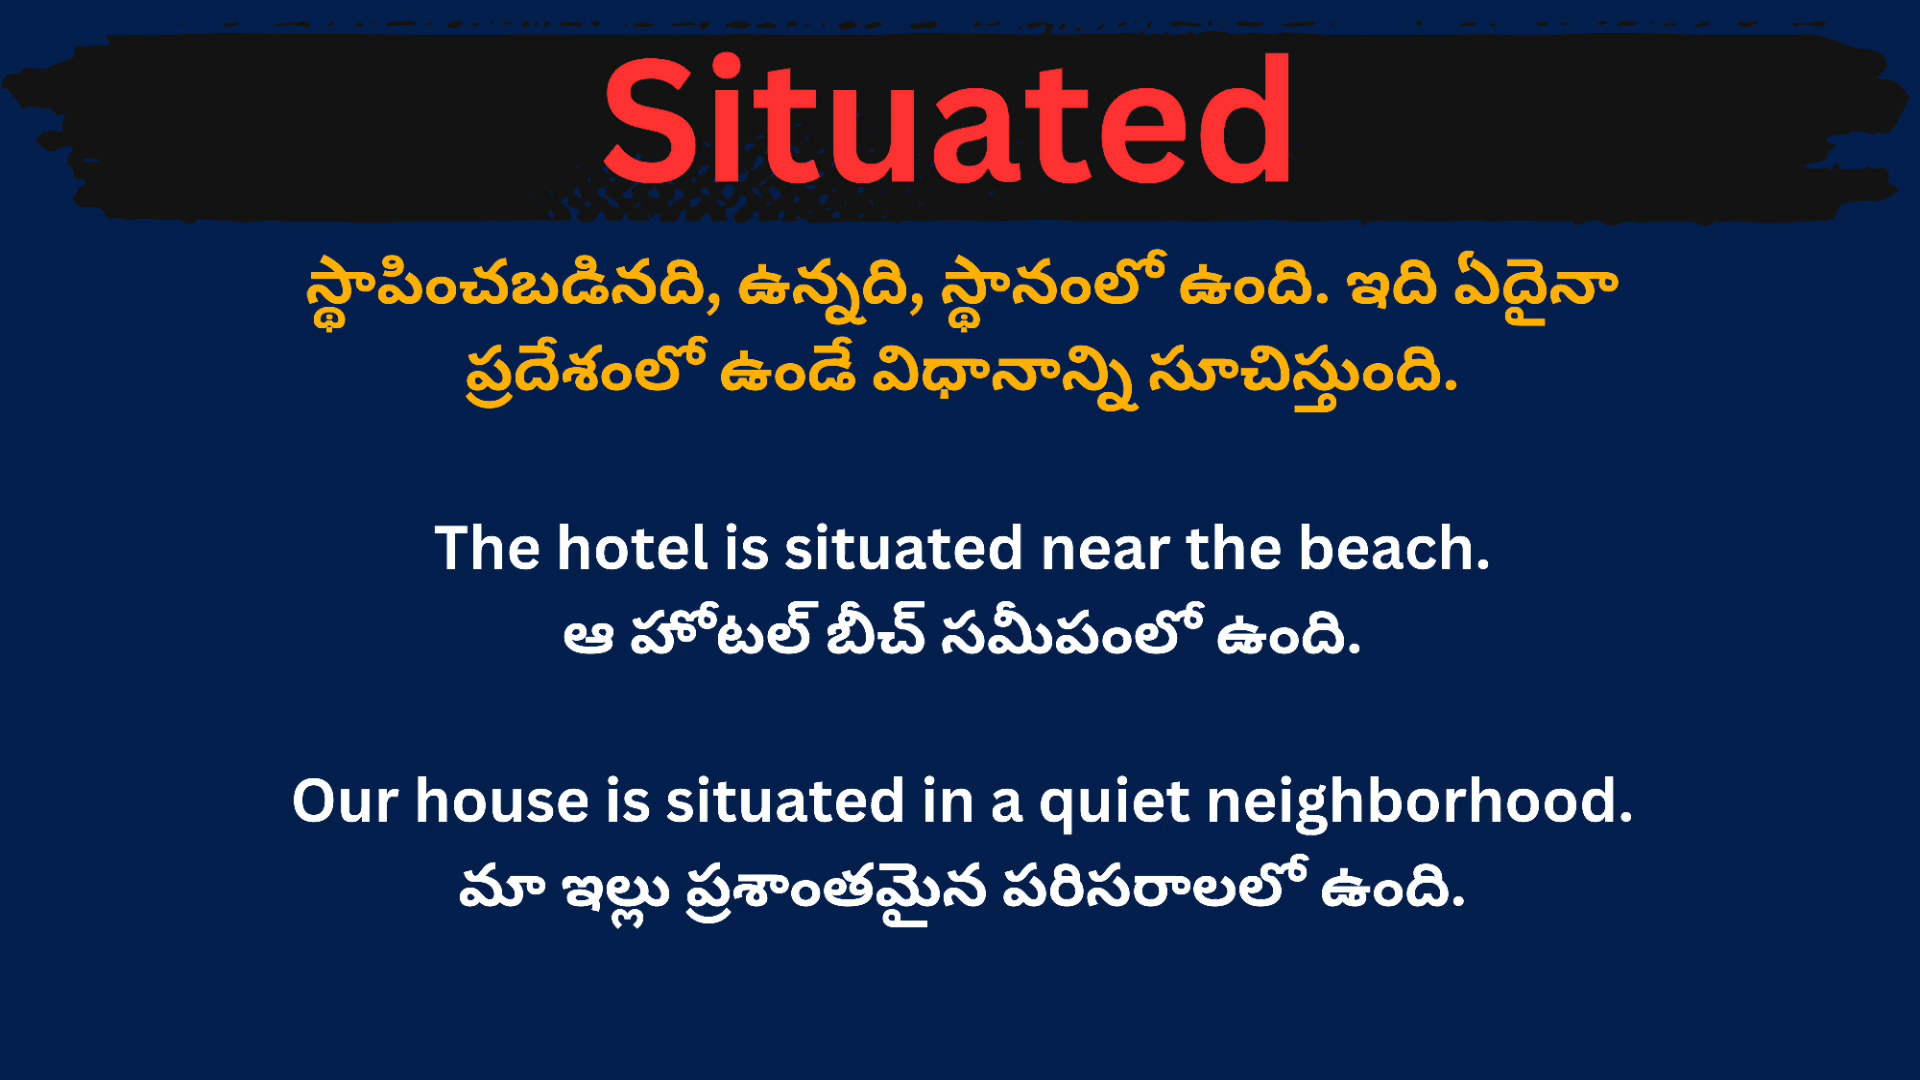 Situated
స్థాపించబడినది, ఉన్నది, స్థానంలో ఉంది. ఇది ఏదైనా
ప్రదేశంలో ఉండే విధానాన్ని సూచిస్తుంది.
The hotel is situated near the beach.
ఆ హోటల్ బీచ్ సమీపంలో ఉంది.
Our house is situated in a quiet neighborhood.
మా ఇల్లు ప్రశాంతమైన పరిసరాలలో ఉంది.